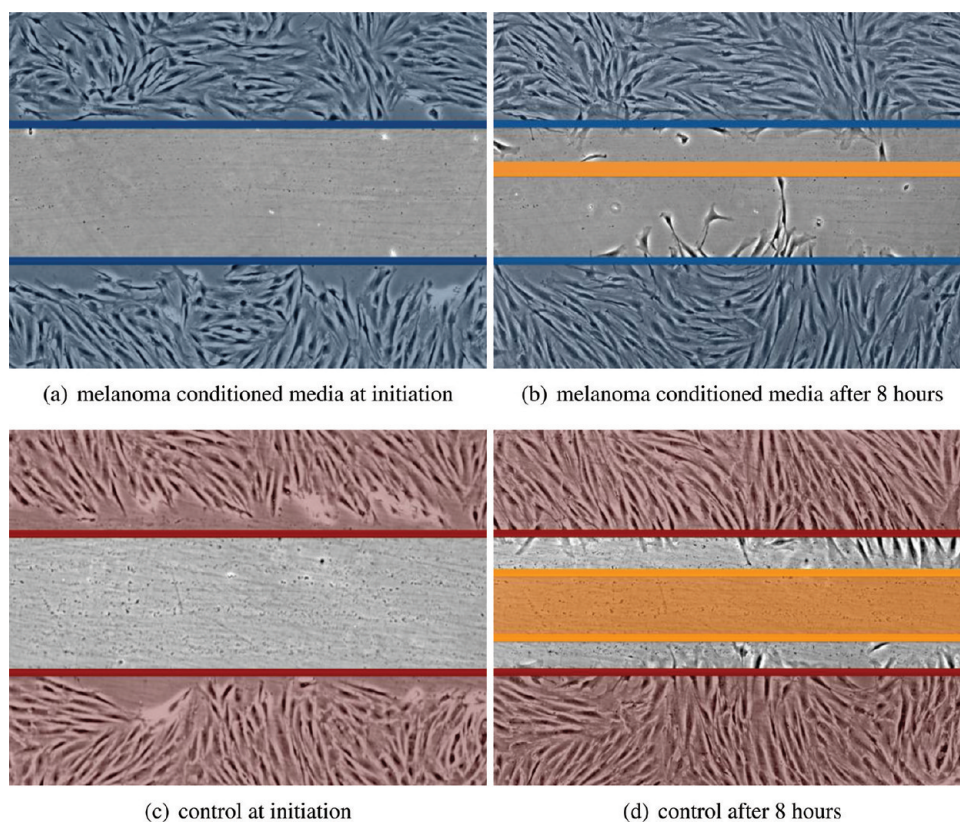 (a) melanoma conditioned media at initiation
(b) melanoma conditioned media after 8 hours
(c) control at initiation
(d) control after 8 hours